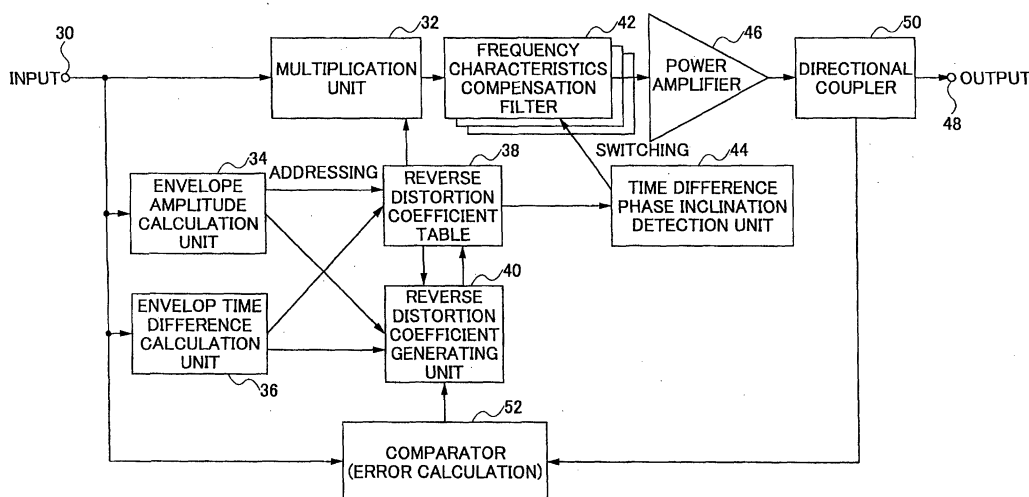 30
INPUT
32
MULTIPLICATION
UNIT
42
FREQUENCY
CHARACTERISTICS
COMPENSATION
FILTER
46
POWER
AMPLIFIER
50
DIRECTIONAL
COUPLER
OUTPUT
48
34
ENVELOPE
AMPLITUDE
CALCULATION
UNIT
ADDRESSING
38
REVERSE
DISTORTION
COEFFICIENT
TABLE
SWITCHING
44
TIME DIFFERENCE
PHASE INCLINATION
DETECTION UNIT
ENVELOP TIME
DIFFERENCE
CALCULATION
UNIT
36
40
REVERSE
DISTORTION
COEFFICIENT
GENERATING
UNIT
52
COMPARATOR
(ERROR CALCULATION)